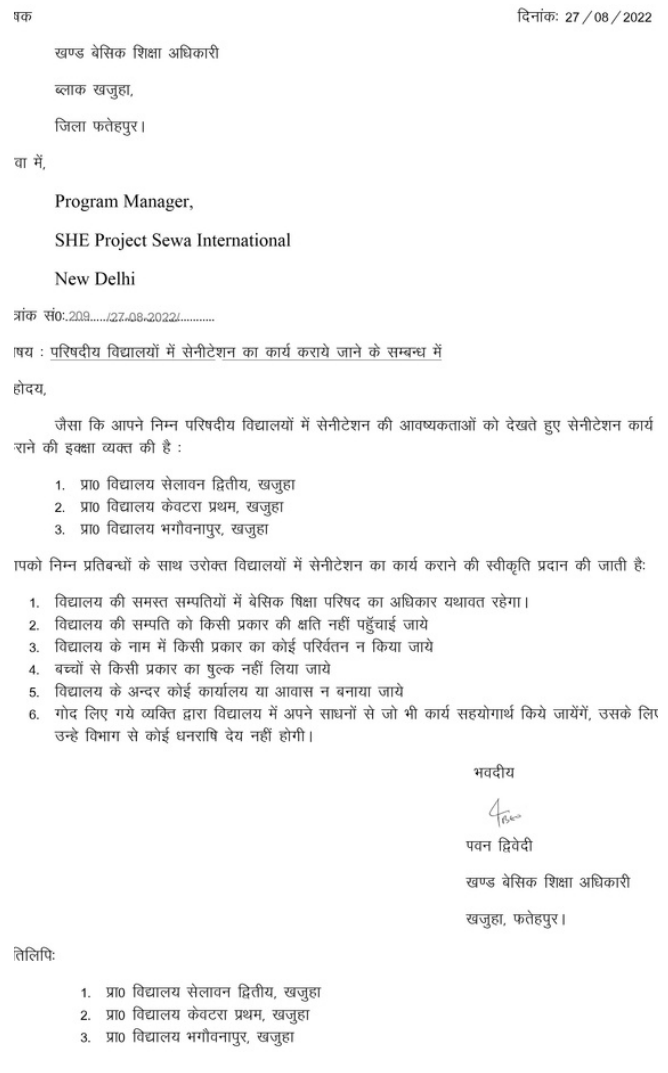 षक दिनांकः 27/08/2022
खण्ड बेसिक शिक्षा अधिकारी
ब्लाक खजुहा,
जिला फतेहपुर।
वा में,
Program Manager,
SHE Project Sewa International
New Delhi
त्रांक सं0:.209...../27.08.2022/............
षय : परिषदीय विद्यालयों में सेनीटेशन का कार्य कराये जाने के सम्बन्ध में
होदय,
जैसा कि आपने निम्न परिषदीय विद्यालयों में सेनीटेशन की आवष्यकताओं को देखते हुए सेनीटेशन कार्य
राने की इक्षा व्यक्त की है :
1. प्रा0 विद्यालय सेलावन द्वितीय, खजुहा
2. प्रा0 विद्यालय केवटरा प्रथम, खजुहा
3. प्रा0 विद्यालय भगौवनापुर, खजुहा
ापको निम्न प्रतिबन्धों के साथ उरोक्त विद्यालयों में सेनीटेशन का कार्य कराने की स्वीकृति प्रदान की जाती हैः
1. विद्यालय की समस्त सम्पतियों में बेसिक षिक्षा परिषद का अधिकार यथावत रहेगा।
2. विद्यालय की सम्पति को किसी प्रकार की क्षति नहीं पहुँचाई जाये
3. विद्यालय के नाम में किसी प्रकार का कोई परिर्वतन न किया जाये
4. बच्चों से किसी प्रकार का षुल्क नहीं लिया जाये
5. विद्यालय के अन्दर कोई कार्यालय या आवास न बनाया जाये
6. गोद लिए गये व्यक्ति द्वारा विद्यालय में अपने साधनों से जो भी कार्य सहयोगार्थ किये जायेंगें, उसके लिए
उन्हे विभाग से कोई धनराषि देय नहीं होगी।
भवदीय
पवन द्विवेदी
खण्ड बेसिक शिक्षा अधिकारी
खजुहा, फतेहपुर।
तिलिपिः
1. प्रा0 विद्यालय सेलावन द्वितीय, खजुहा
2. प्रा0 विद्यालय केवटरा प्रथम, खजुहा
3. प्रा0 विद्यालय भगौवनापुर, खजुहा